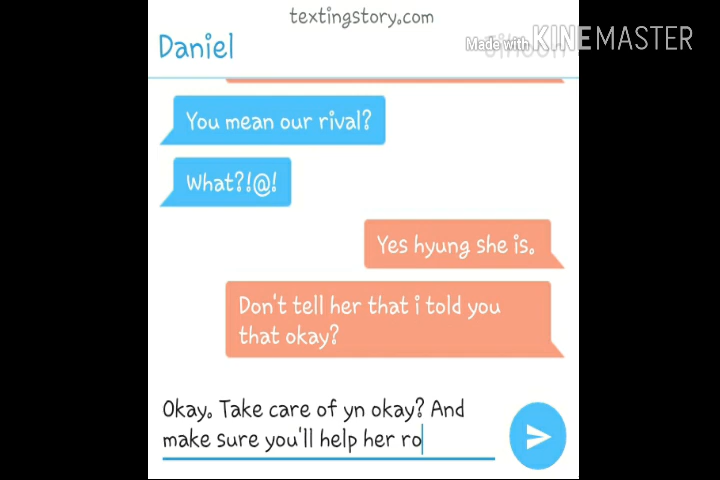 textingstory.com
Daniel
Made with KINEMASTER
You mean our rival?
What?!@!
Yes hyung she is.
Don't tell her that i told you
that okay?
Okay. Take care of yn okay? And
make sure you'll help her ro